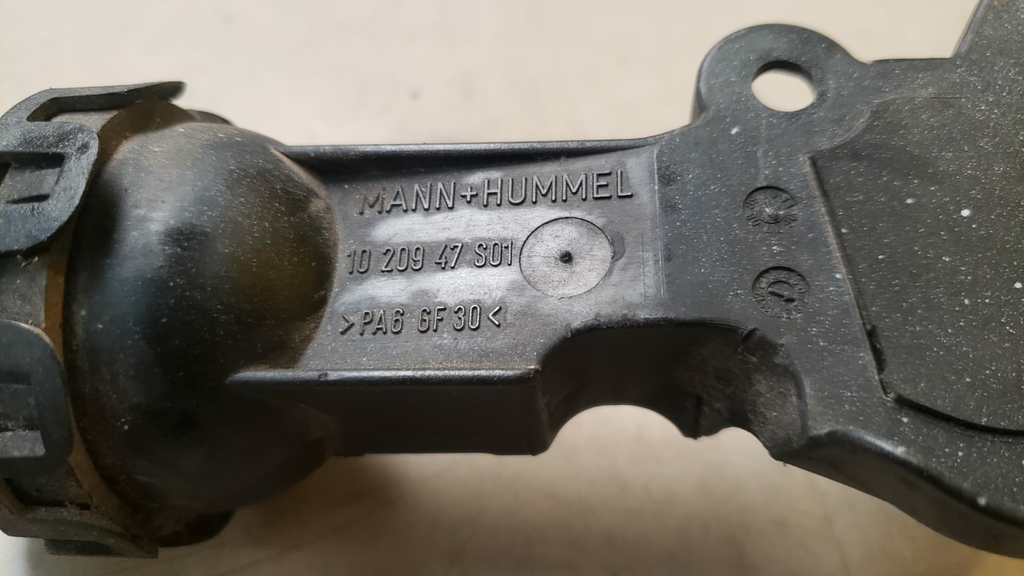 MANN+HUMMEL
10 209 47 S01
>PA6 GF30<